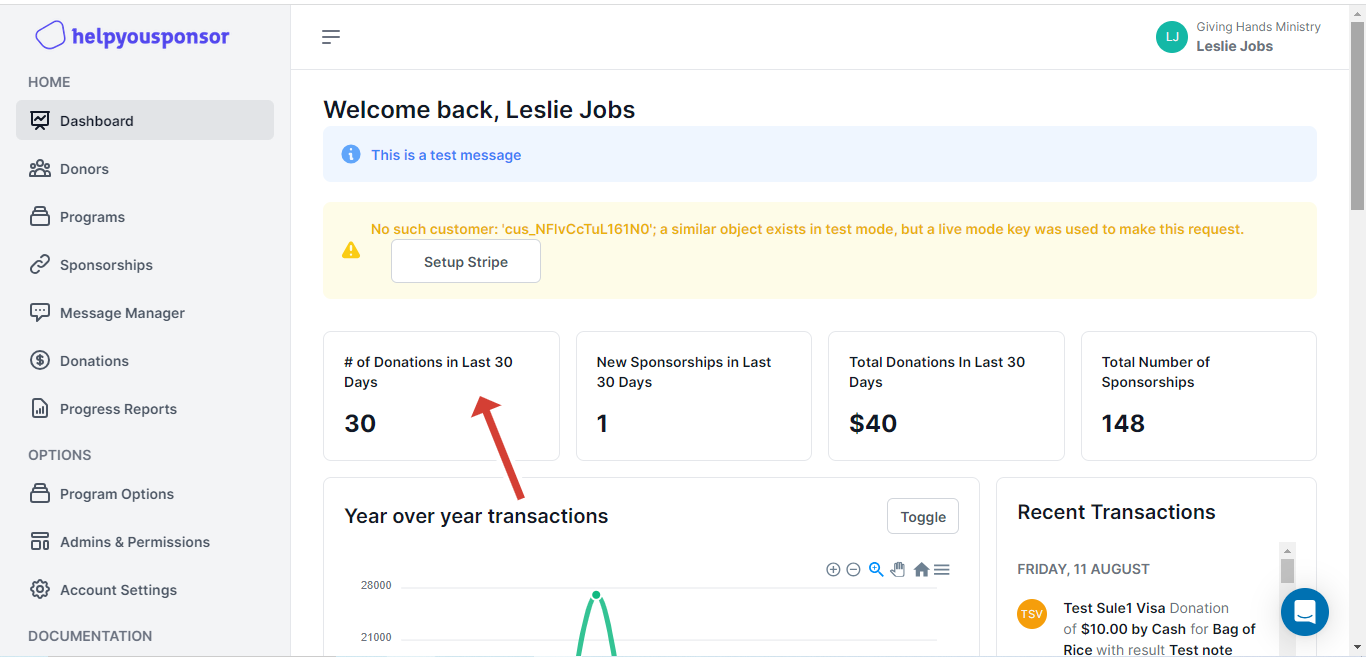 helpyousponsor
HOME
Dashboard
Donors
Programs
Sponsorships
Message Manager
Donations
Progress Reports
OPTIONS
Program Options
Admins & Permissions
Account Settings
DOCUMENTATION
LJ
Giving Hands Ministry
Leslie Jobs
Welcome back, Leslie Jobs
This is a test message
No such customer: 'cus_NFlvCcTuL161N0'; a similar object exists in test mode, but a live mode key was used to make this request.
Setup Stripe
# of Donations in Last 30
Days
30
New Sponsorships in Last
30 Days
1
Total Donations In Last 30
Days
$40
Total Number of
Sponsorships
148
Year over year transactions
Toggle
28000
21000
Recent Transactions
FRIDAY, 11 AUGUST
TSV
Test Sule1 Visa Donation
of $10.00 by Cash for Bag of
Rice with result Test note